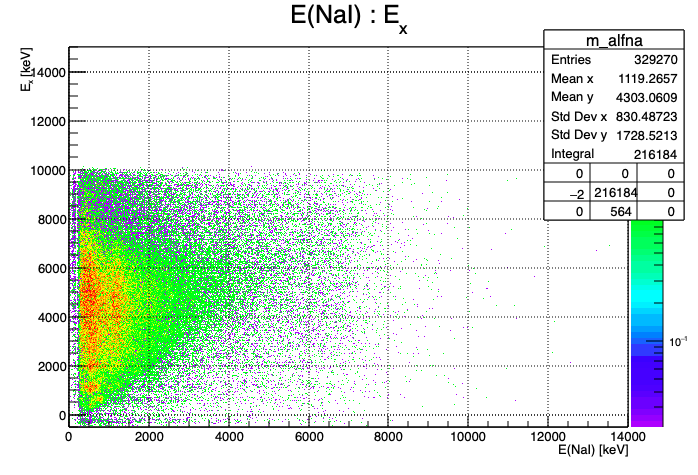 E(NaI) : Ex
m_alfna
Entries 329270
Mean x 1119.2657
Mean y 4303.0609
Std Dev x 830.48723
Std Dev y 1728.5213
Integral 216184
0 0 0
−2 216184 0
0 564 0
Ex [keV]
14000
12000
10000
8000
6000
4000
2000
0
10⁻¹
0 2000 4000 6000 8000 10000 12000 14000
E(NaI) [keV]